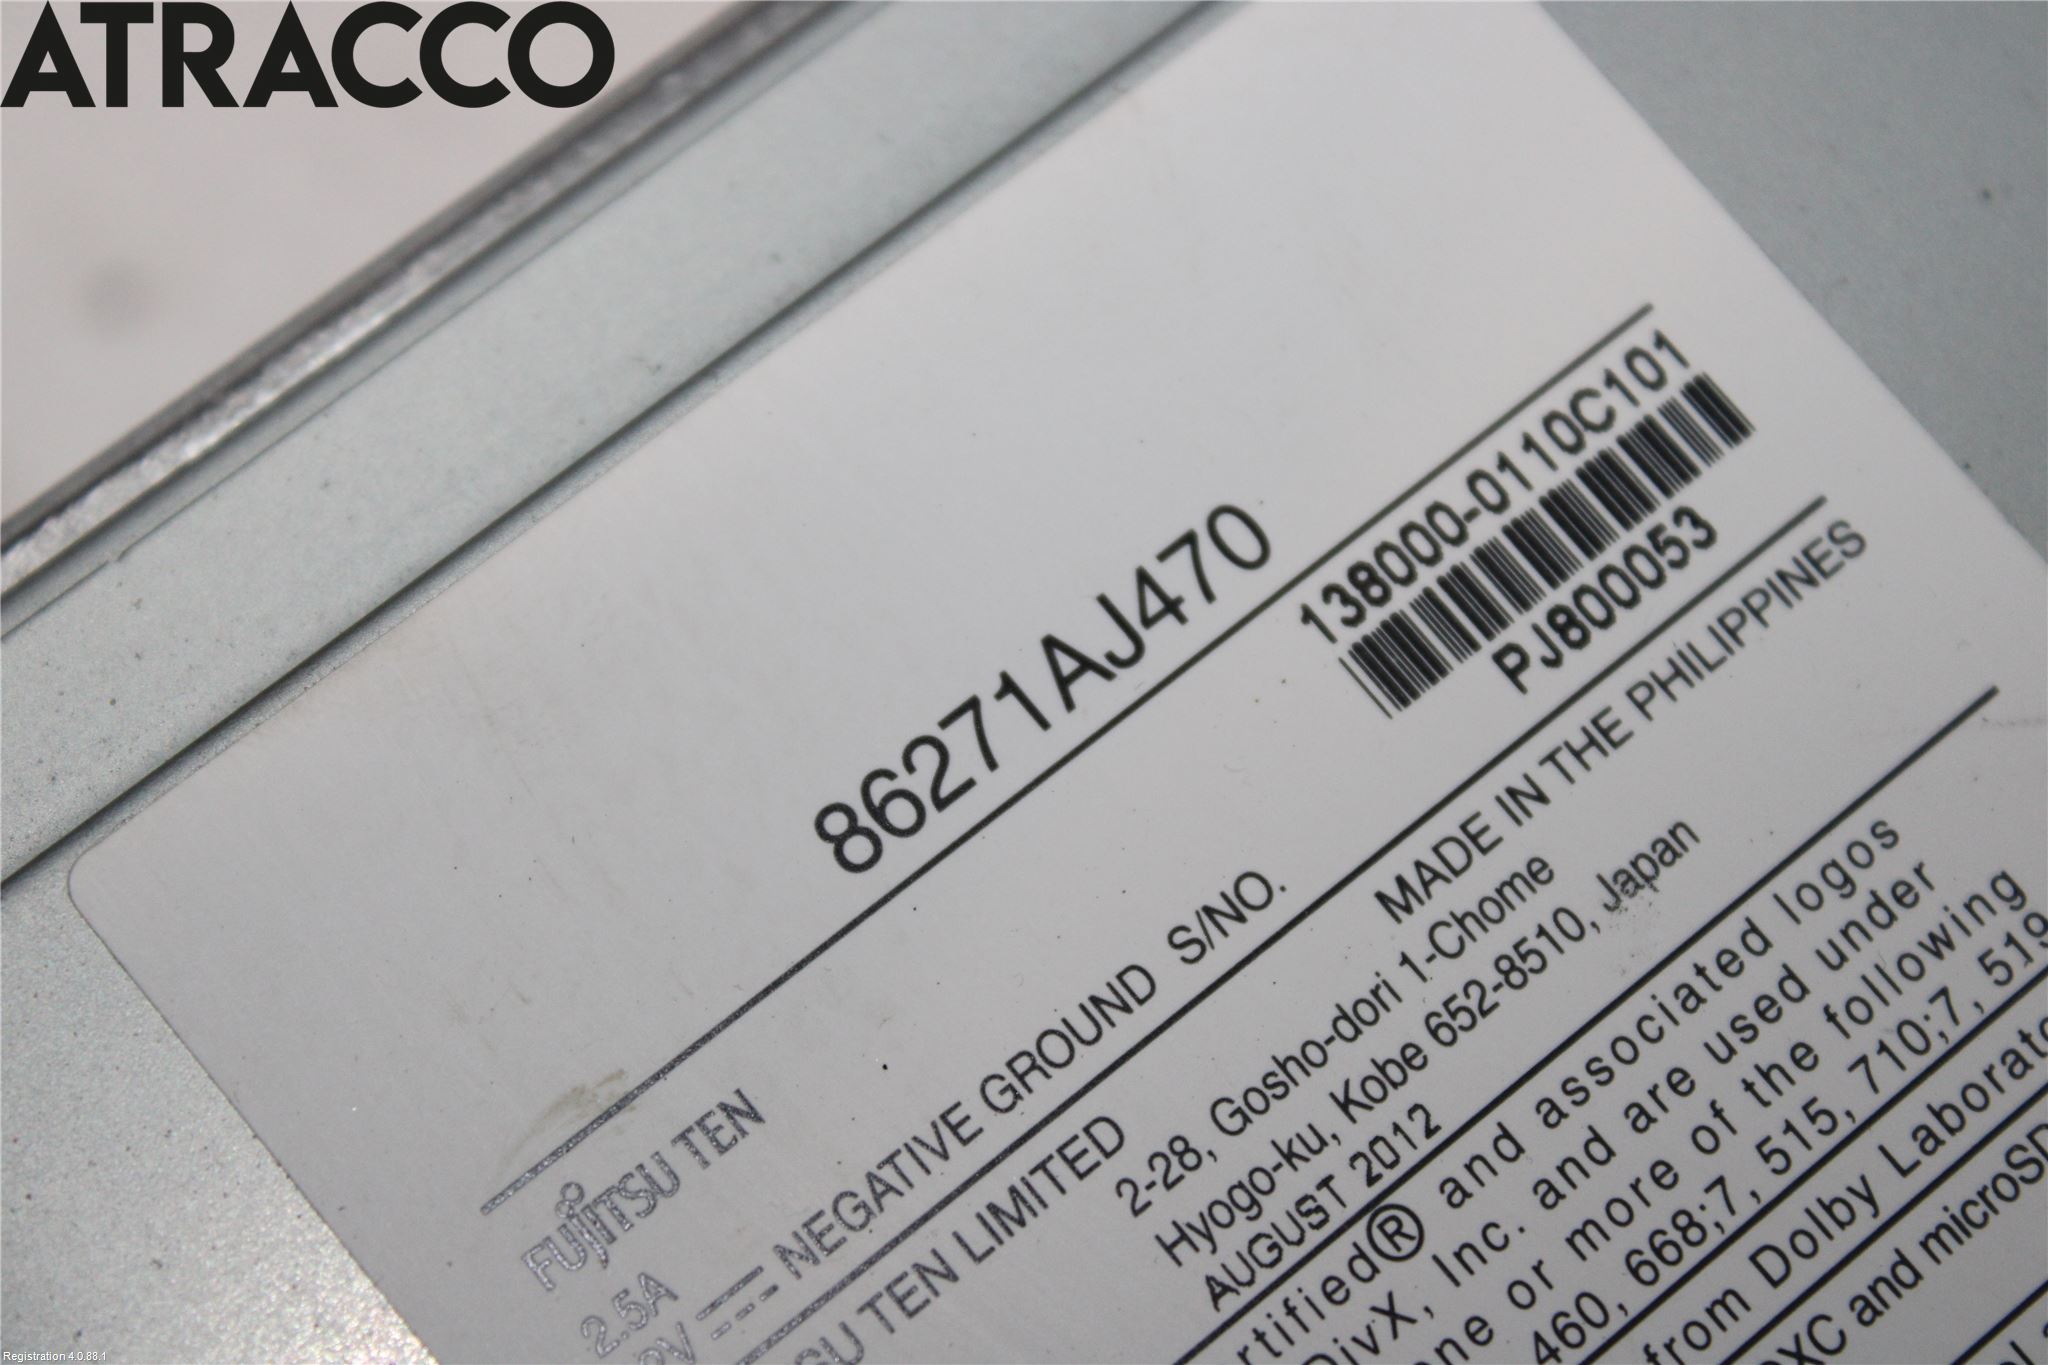 ATRACCO
86271AJ470
138000-0110C101
PJ800053
FUJITSU TEN
2.5A
NEGATIVE GROUND S/NO.
TEN LIMITED MADE IN THE PHILIPPINES
2-28, Gosho-dori 1-Chome
Hyogo-ku, Kobe 652-8510, Japan
AUGUST 2012
rtified® and associated logos
DivX, Inc. and are used under
one or more of the following
460, 668;7, 515, 710;7, 519
from Dolby Laborato
XC and microSD
Registration 4.0.88.1